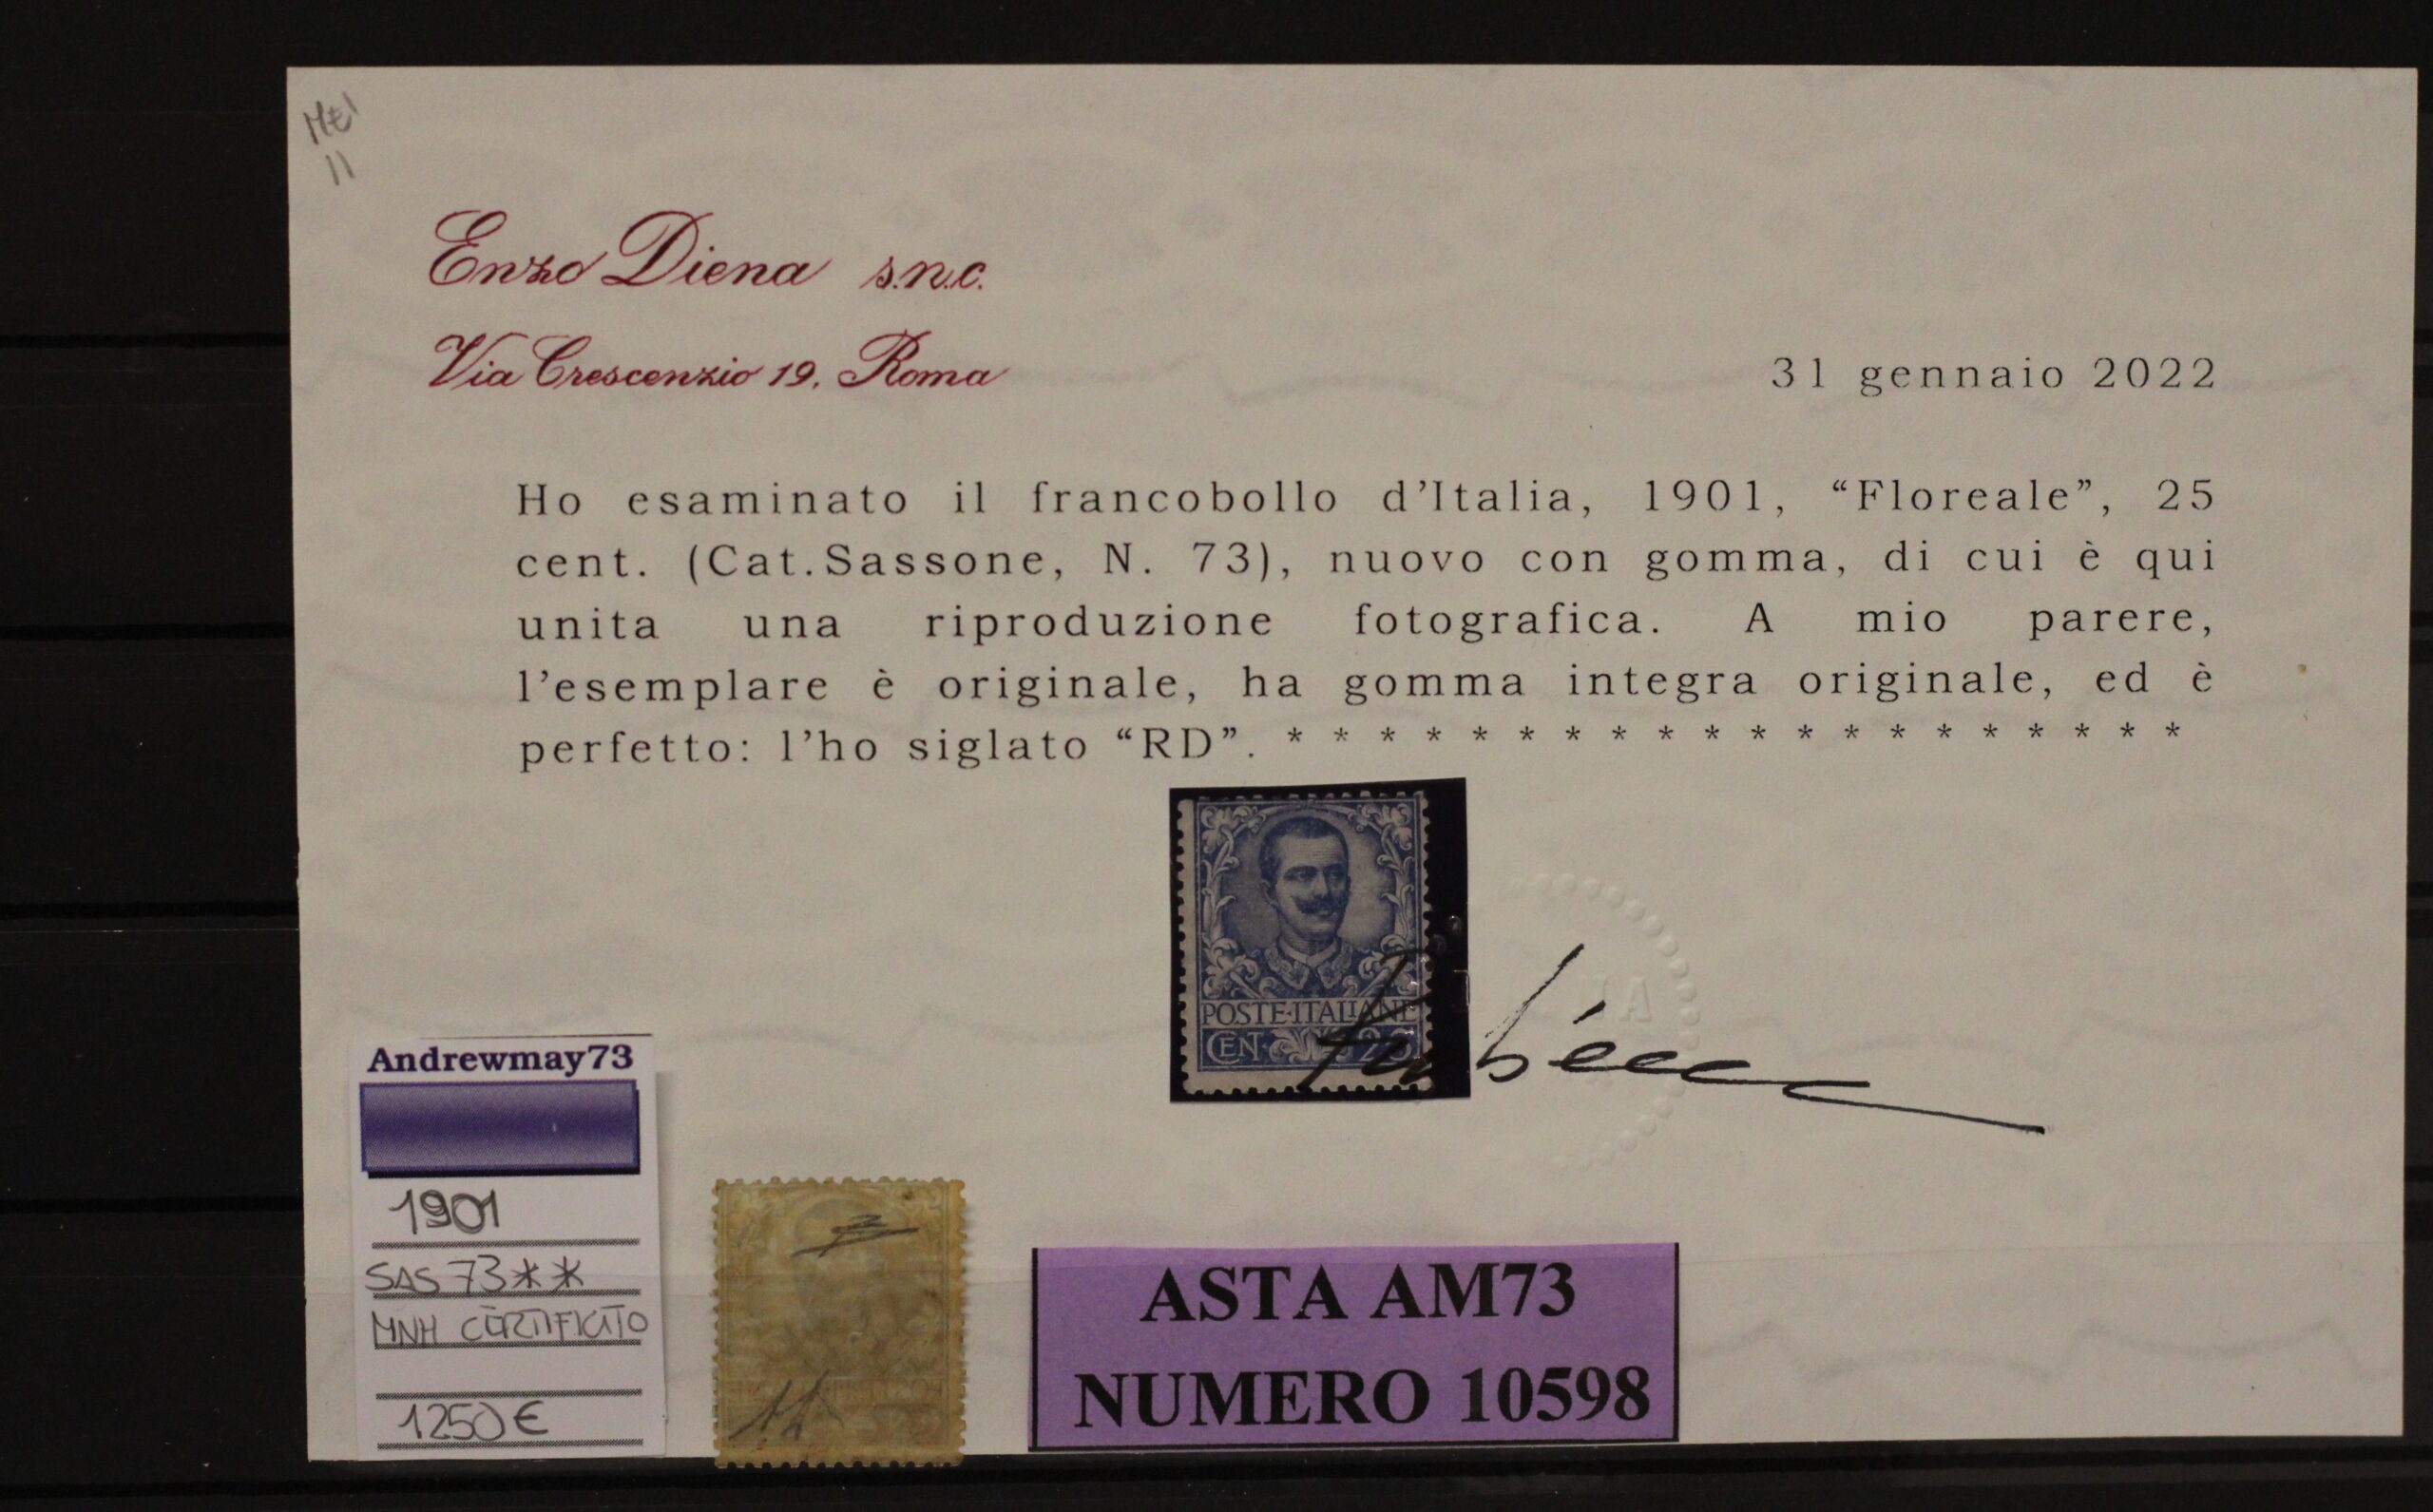 Enzo Diena s.n.c.
Via Crescenzio 19, Roma
31 gennaio 2022
Ho esaminato il francobollo d'Italia, 1901, “Floreale”, 25
cent. (Cat.Sassone, N. 73), nuovo con gomma, di cui è qui
unita una riproduzione fotografica. A mio parere,
l'esemplare è originale, ha gomma integra originale, ed è
perfetto: l'ho siglato “RD”. * * * * * * * * * * * * * * * * * * * *
POSTE·ITALIANE
CEN· 25
Andrewmay73
1901
SAS 73**
MNH CERTIFICATO
1250€
ASTA AM73
NUMERO 10598